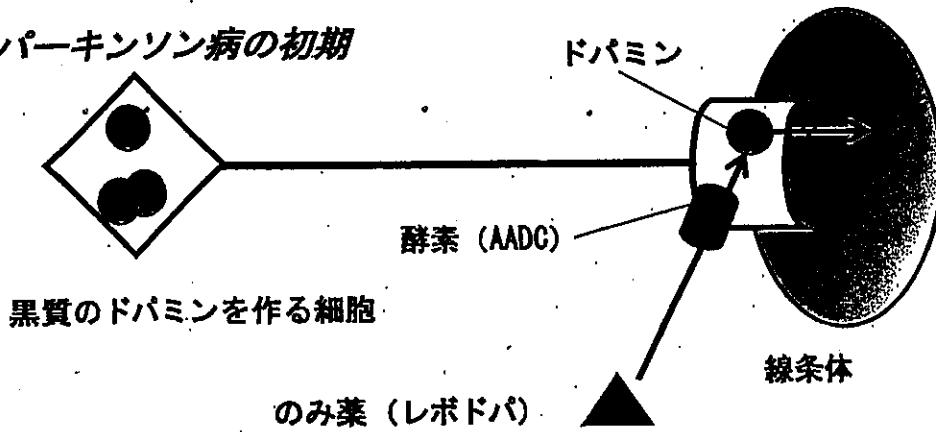 パーキンソン病の初期
ドパミン
酵素 (AADC)
黒質のドパミンを作る細胞
線条体
のみ薬 (レボドパ)